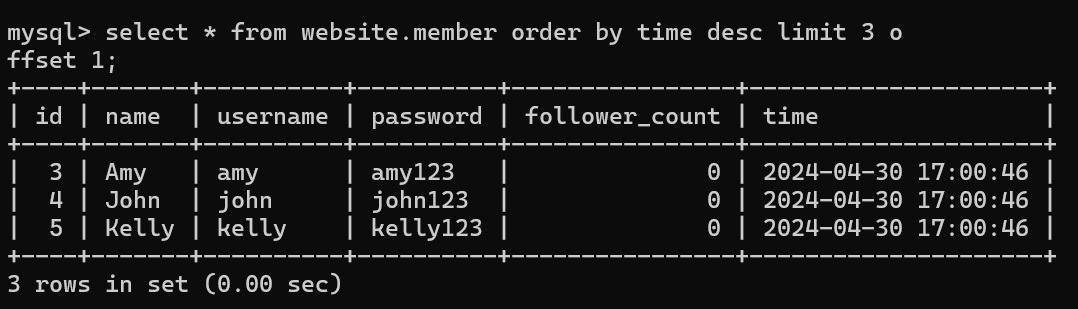 mysql> select * from website.member order by time desc limit 3 o
ffset 1;
+----+-------+----------+----------+----------------+---------------------+
| id | name  | username | password | follower_count | time                |
+----+-------+----------+----------+----------------+---------------------+
|  3 | Amy   | amy      | amy123   |              0 | 2024-04-30 17:00:46 |
|  4 | John  | john     | john123  |              0 | 2024-04-30 17:00:46 |
|  5 | Kelly | kelly    | kelly123 |              0 | 2024-04-30 17:00:46 |
+----+-------+----------+----------+----------------+---------------------+
3 rows in set (0.00 sec)